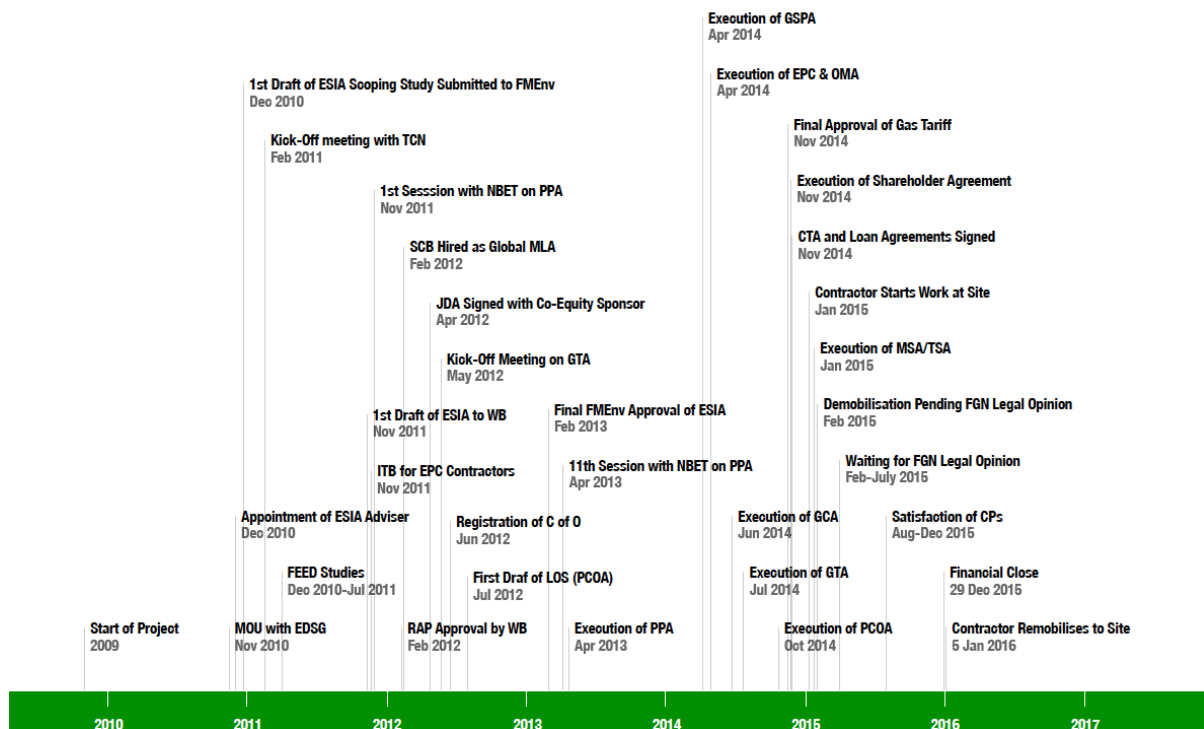 Execution of GSPA
Apr 2014
Execution of EPC & OMA
Apr 2014
1st Draft of ESIA Scoping Study Submitted to FMEnv
Dec 2010
Final Approval of Gas Tariff
Nov 2014
Kick-Off meeting with TCN
Feb 2011
Execution of Shareholder Agreement
Nov 2014
1st Sesssion with NBET on PPA
Nov 2011
CTA and Loan Agreements Signed
Nov 2014
SCB Hired as Global MLA
Feb 2012
Contractor Starts Work at Site
Jan 2015
JDA Signed with Co-Equity Sponsor
Apr 2012
Execution of MSA/TSA
Jan 2015
Kick-Off Meeting on GTA
May 2012
Demobilisation Pending FGN Legal Opinion
Feb 2015
1st Draft of ESIA to WB
Nov 2011
Final FMEnv Approval of ESIA
Feb 2013
Waiting for FGN Legal Opinion
Feb-July 2015
ITB for EPC Contractors
Nov 2011
11th Session with NBET on PPA
Apr 2013
Appointment of ESIA Adviser
Dec 2010
Registration of C of O
Jun 2012
Execution of GCA
Jun 2014
Satisfaction of CPs
Aug-Dec 2015
FEED Studies
Dec 2010-Jul 2011
First Draf of LOS (PCOA)
Jul 2012
Execution of GTA
Jul 2014
Financial Close
29 Dec 2015
Start of Project
2009
MOU with EDSG
Nov 2010
RAP Approval by WB
Feb 2012
Execution of PPA
Apr 2013
Execution of PCOA
Oct 2014
Contractor Remobilises to Site
5 Jan 2016
2010
2011
2012
2013
2014
2015
2016
2017